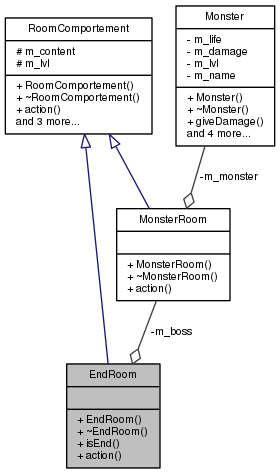 RoomComportement
# m_content
# m_lvl
+ RoomComportement()
+ ~RoomComportement()
+ action()
and 3 more...
Monster
- m_life
- m_damage
- m_lvl
- m_name
+ Monster()
+ ~Monster()
+ giveDamage()
and 4 more...
-m_monster
MonsterRoom
+ MonsterRoom()
+ ~MonsterRoom()
+ action()
-m_boss
EndRoom
+ EndRoom()
+ ~EndRoom()
+ isEnd()
+ action()